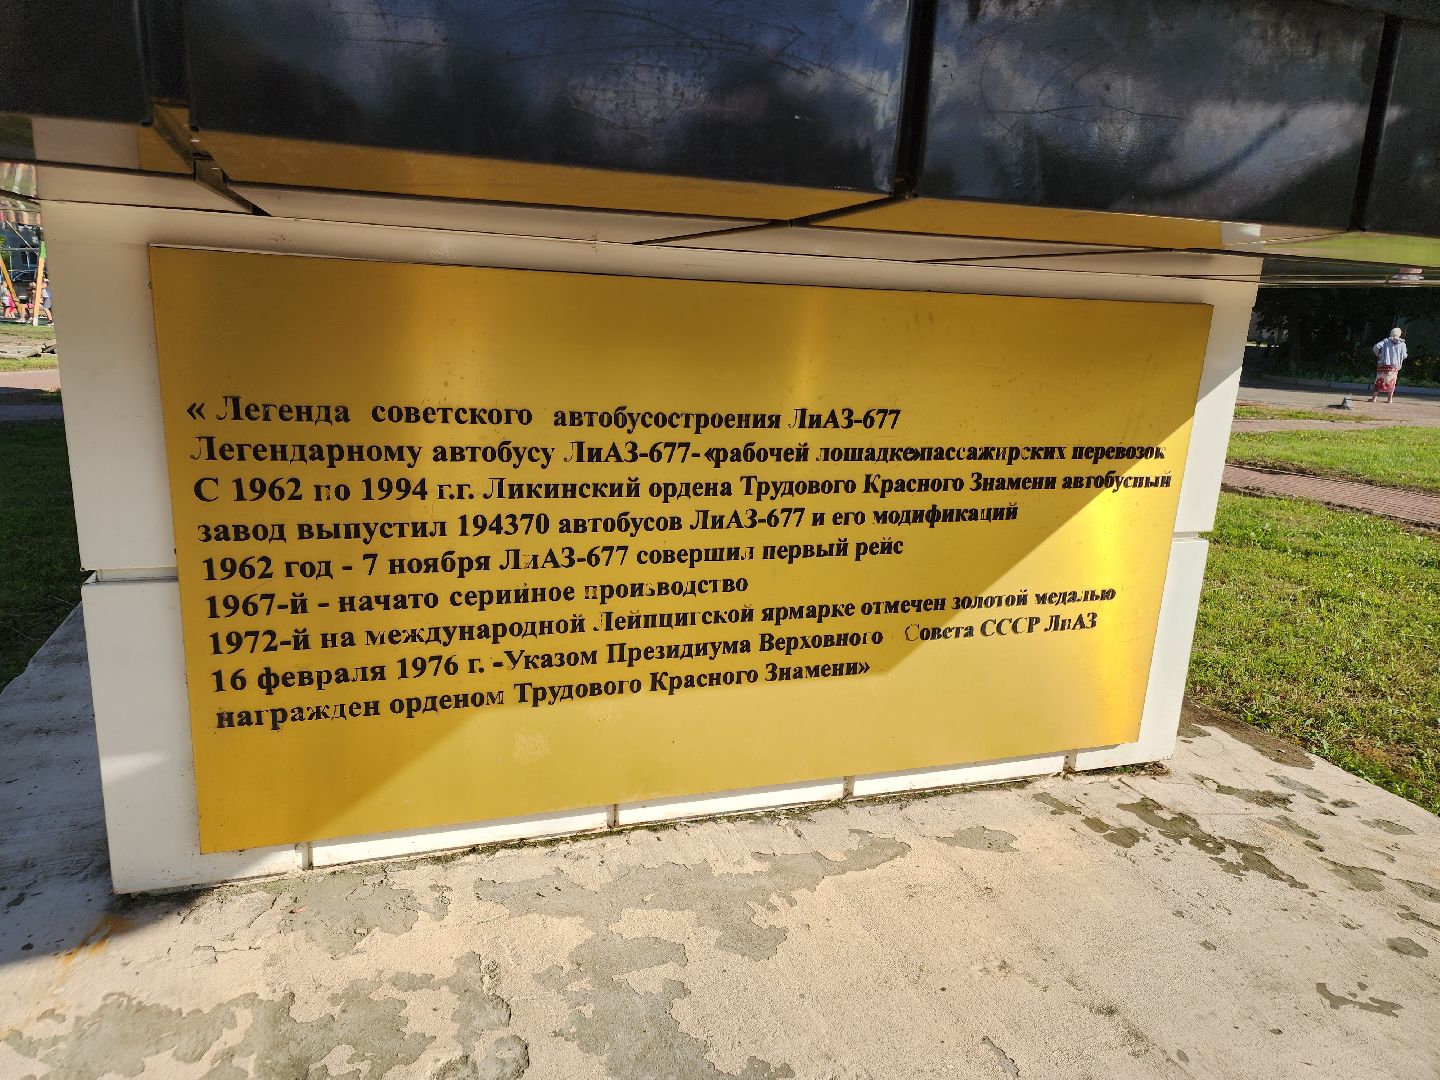 « Легенда советского автобусостроения ЛиАЗ-677
Легендарному автобусу ЛиАЗ-677-«рабочей лошадке»пассажирских перевозок
С 1962 по 1994 г.г. Ликинский ордена Трудового Красного Знамени автобусный
завод выпустил 194370 автобусов ЛиАЗ-677 и его модификаций
1962 год - 7 ноября ЛиАЗ-677 совершил первый рейс
1967-й - начато серийное производство
1972-й на международной Лейпцигской ярмарке отмечен золотой медалью
16 февраля 1976 г. -Указом Президиума Верховного Совета СССР ЛиАЗ
награжден орденом Трудового Красного Знамени»